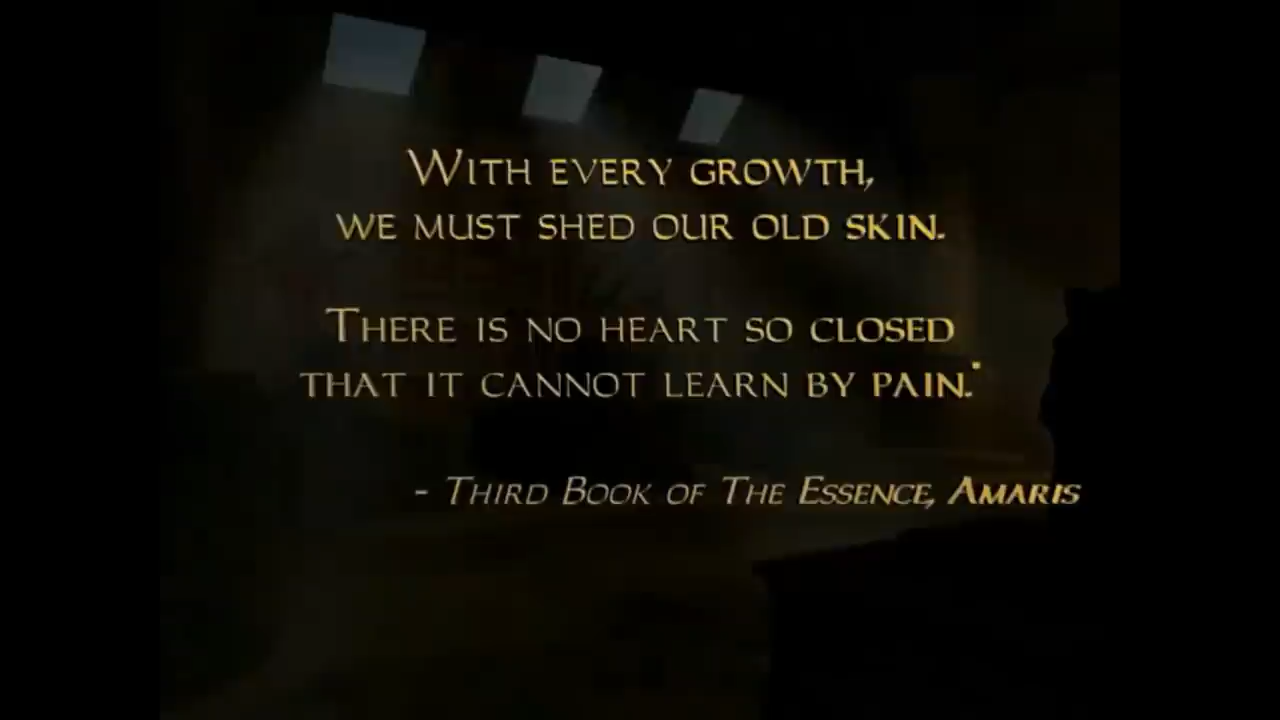 With every growth,
we must shed our old skin.
There is no heart so closed
that it cannot learn by pain."
- Third Book of The Essence, Amaris